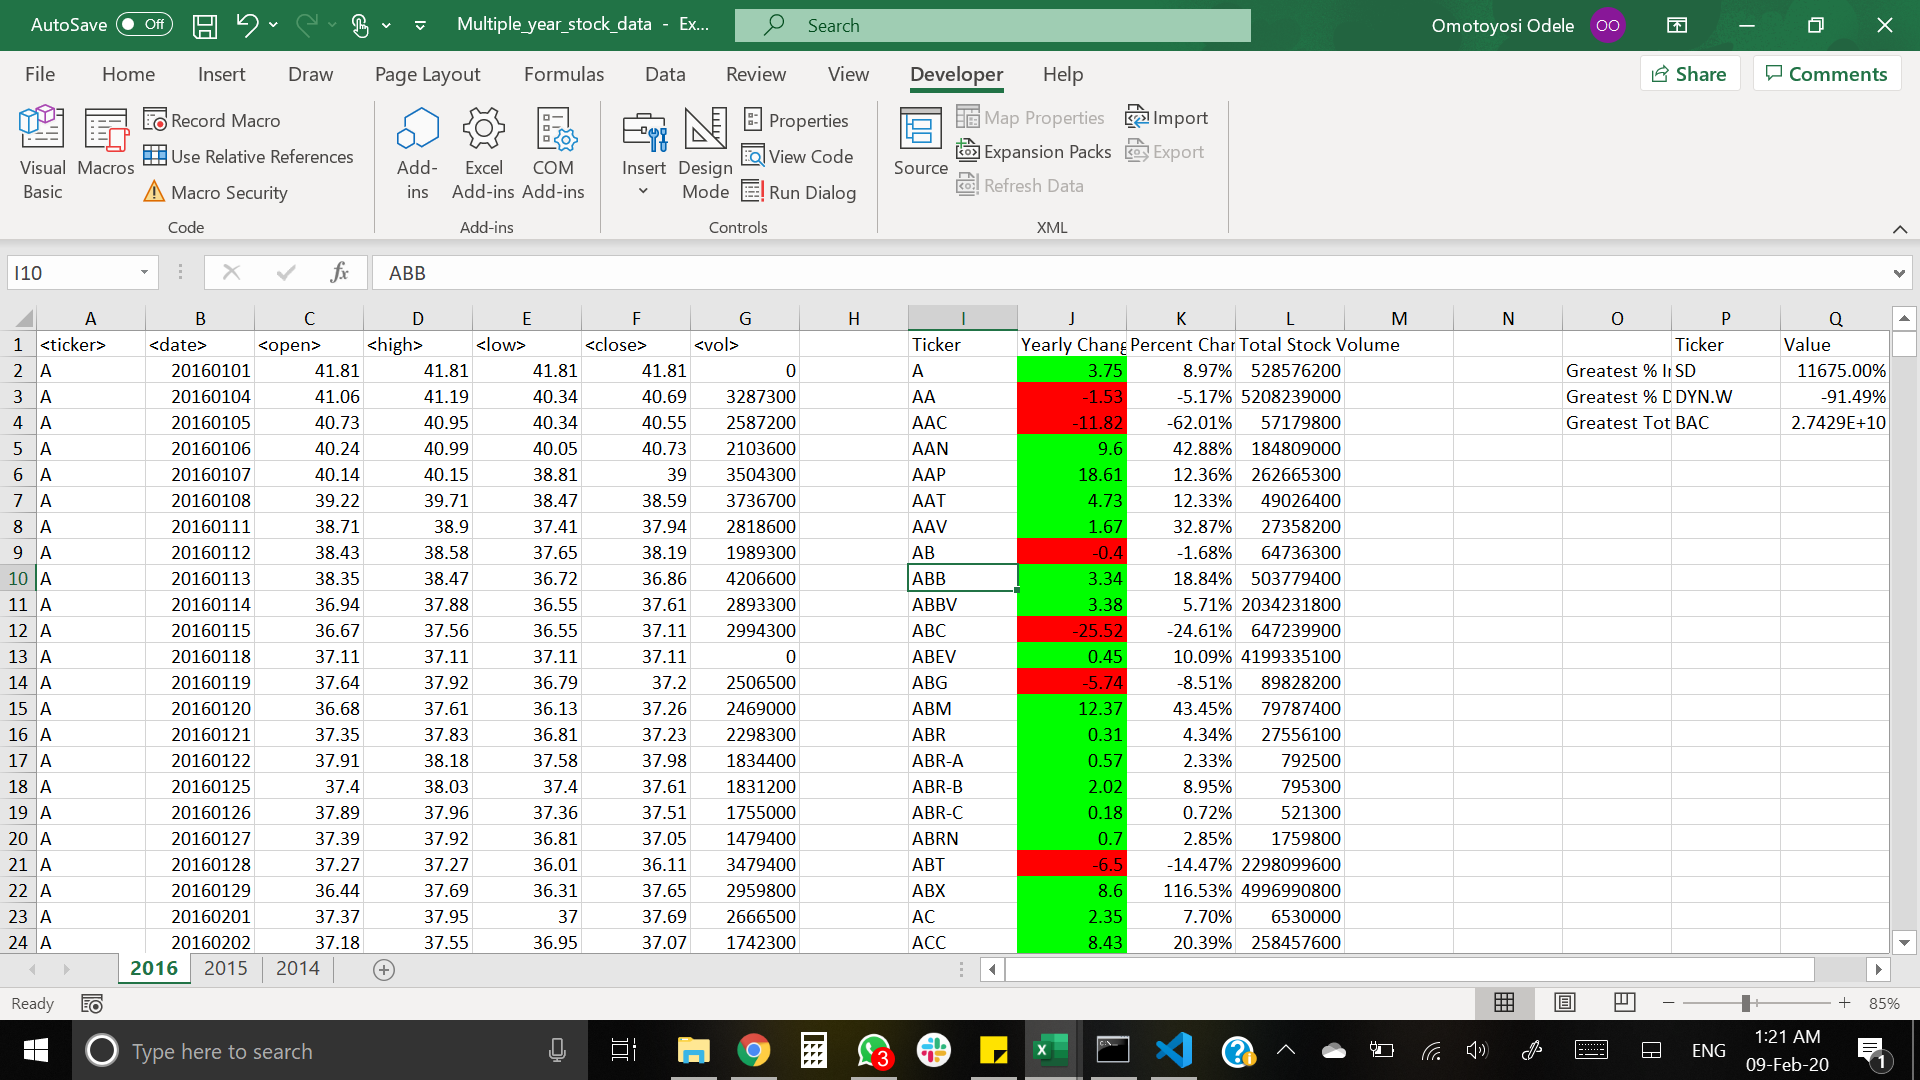 AutoSave Off Multiple_year_stock_data - Ex... Search Omotoyosi Odele OO
File Home Insert Draw Page Layout Formulas Data Review View Developer Help Share Comments
Visual Basic
Macros
Record Macro
Use Relative References
Macro Security
Code
Add-ins
Excel Add-ins
COM Add-ins
Add-ins
Insert
Design Mode
Properties
View Code
Run Dialog
Controls
Source
Map Properties
Expansion Packs
Refresh Data
Import
Export
XML
I10 fx ABB
A B C D E F G H I J K L M N O P Q
1 <ticker> <date> <open> <high> <low> <close> <vol> Ticker Yearly Chang Percent Char Total Stock Volume Ticker Value
2 A 20160101 41.81 41.81 41.81 41.81 0 A 3.75 8.97% 528576200 Greatest % Ir SD 11675.00%
3 A 20160104 41.06 41.19 40.34 40.69 3287300 AA -1.53 -5.17% 5208239000 Greatest % D DYN.W -91.49%
4 A 20160105 40.73 40.95 40.34 40.55 2587200 AAC -11.82 -62.01% 57179800 Greatest Tot BAC 2.7429E+10
5 A 20160106 40.24 40.99 40.05 40.73 2103600 AAN 9.6 42.88% 184809000
6 A 20160107 40.14 40.15 38.81 39 3504300 AAP 18.61 12.36% 262665300
7 A 20160108 39.22 39.71 38.47 38.59 3736700 AAT 4.73 12.33% 49026400
8 A 20160111 38.71 38.9 37.41 37.94 2818600 AAV 1.67 32.87% 27358200
9 A 20160112 38.43 38.58 37.65 38.19 1989300 AB -0.4 -1.68% 64736300
10 A 20160113 38.35 38.47 36.72 36.86 4206600 ABB 3.34 18.84% 503779400
11 A 20160114 36.94 37.88 36.55 37.61 2893300 ABBV 3.38 5.71% 2034231800
12 A 20160115 36.67 37.56 36.55 37.11 2994300 ABC -25.52 -24.61% 647239900
13 A 20160118 37.11 37.11 37.11 37.11 0 ABEV 0.45 10.09% 4199335100
14 A 20160119 37.64 37.92 36.79 37.2 2506500 ABG -5.74 -8.51% 89828200
15 A 20160120 36.68 37.61 36.13 37.26 2469000 ABM 12.37 43.45% 79787400
16 A 20160121 37.35 37.83 36.81 37.23 2298300 ABR 0.31 4.34% 27556100
17 A 20160122 37.91 38.18 37.58 37.98 1834400 ABR-A 0.57 2.33% 792500
18 A 20160125 37.4 38.03 37.4 37.61 1831200 ABR-B 2.02 8.95% 795300
19 A 20160126 37.89 37.96 37.36 37.51 1755000 ABR-C 0.18 0.72% 521300
20 A 20160127 37.39 37.92 36.81 37.05 1479400 ABRN 0.7 2.85% 1759800
21 A 20160128 37.27 37.27 36.01 36.11 3479400 ABT -6.5 -14.47% 2298099600
22 A 20160129 36.44 37.69 36.31 37.65 2959800 ABX 8.6 116.53% 4996990800
23 A 20160201 37.37 37.95 37 37.69 2666500 AC 2.35 7.70% 6530000
24 A 20160202 37.18 37.55 36.95 37.07 1742300 ACC 8.43 20.39% 258457600
2016 2015 2014
Ready 85%
Type here to search 3 ENG 1:21 AM 1
09-Feb-20